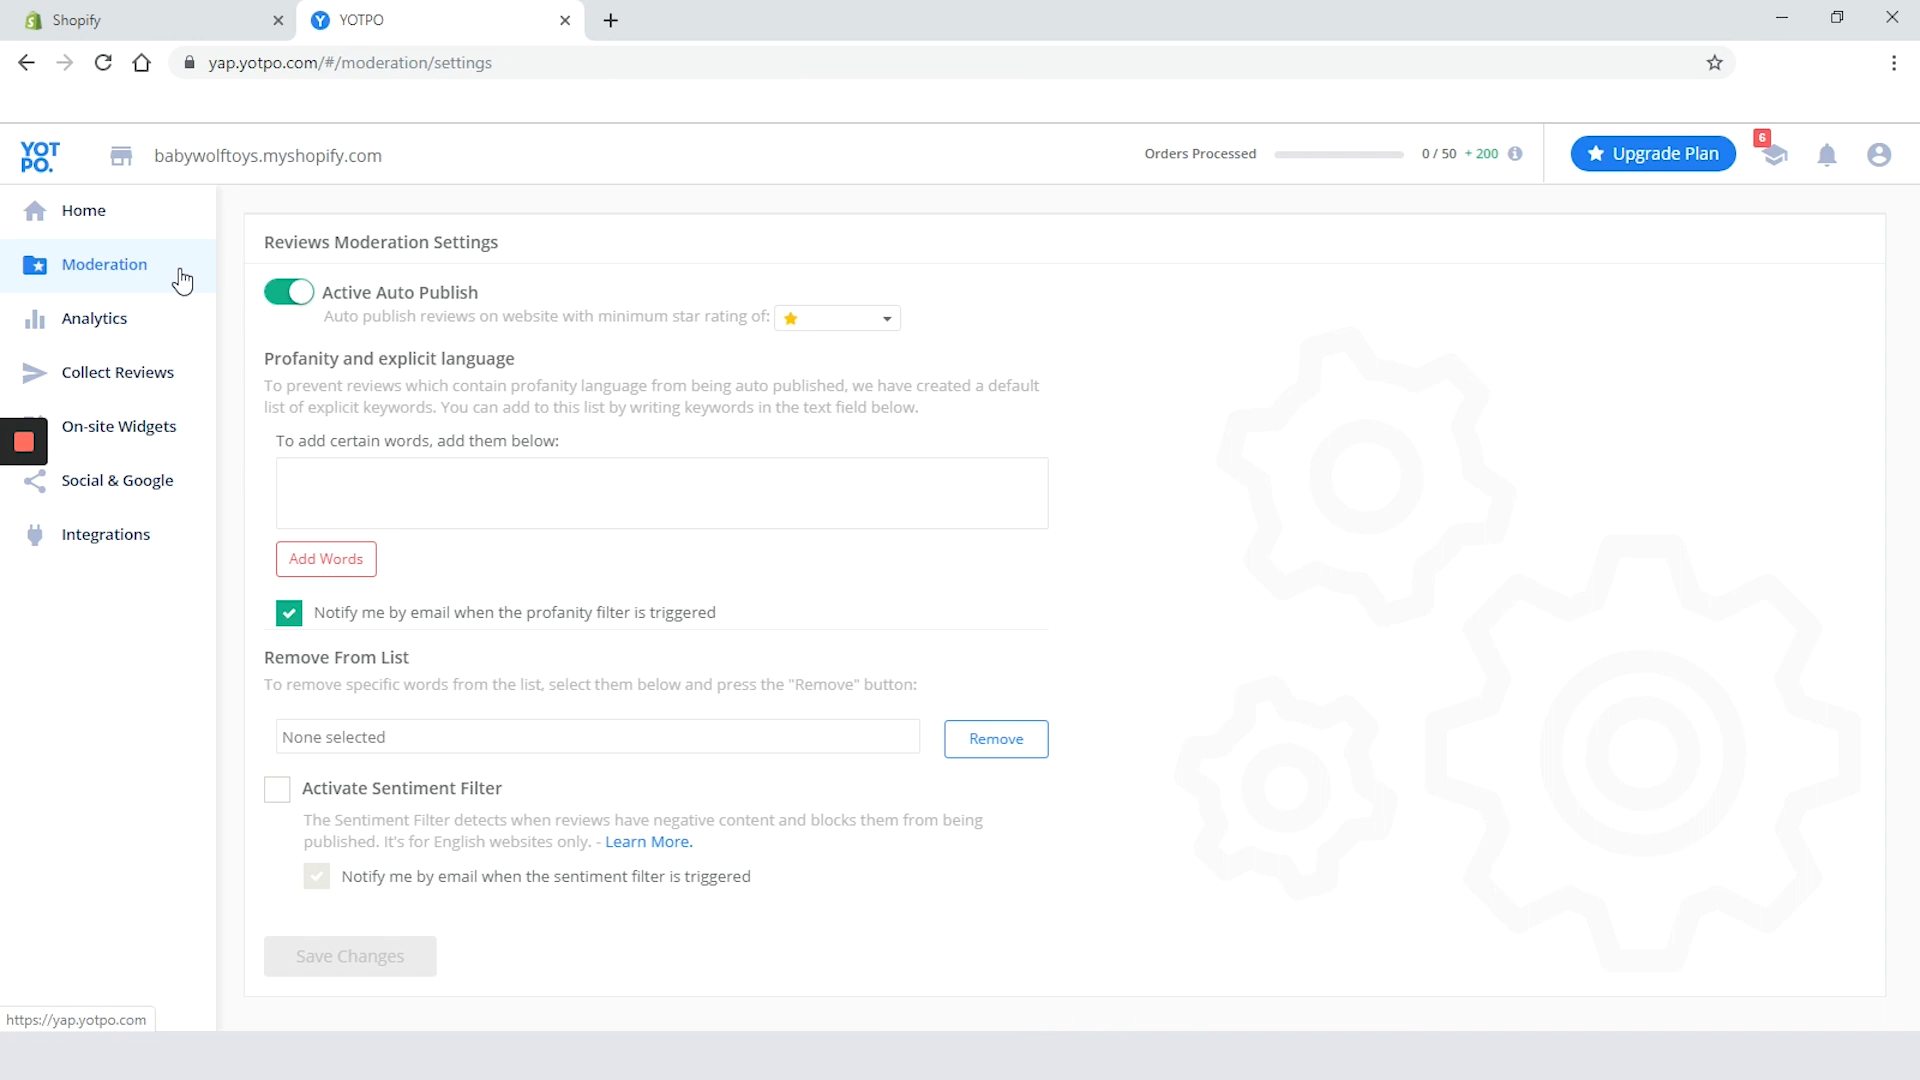 Shopify
YOTPO
yap.yotpo.com/#/moderation/settings
YOT
PO.
babywolftoys.myshopify.com
Orders Processed
0 / 50 + 200
Upgrade Plan
6
Home
Moderation
Analytics
Collect Reviews
On-site Widgets
Social & Google
Integrations
Reviews Moderation Settings
Active Auto Publish
Auto publish reviews on website with minimum star rating of:
Profanity and explicit language
To prevent reviews which contain profanity language from being auto published, we have created a default
list of explicit keywords. You can add to this list by writing keywords in the text field below.
To add certain words, add them below:
Add Words
Notify me by email when the profanity filter is triggered
Remove From List
To remove specific words from the list, select them below and press the "Remove" button:
None selected
Remove
Activate Sentiment Filter
The Sentiment Filter detects when reviews have negative content and blocks them from being
published. It's for English websites only. - Learn More.
Notify me by email when the sentiment filter is triggered
Save Changes
https://yap.yotpo.com